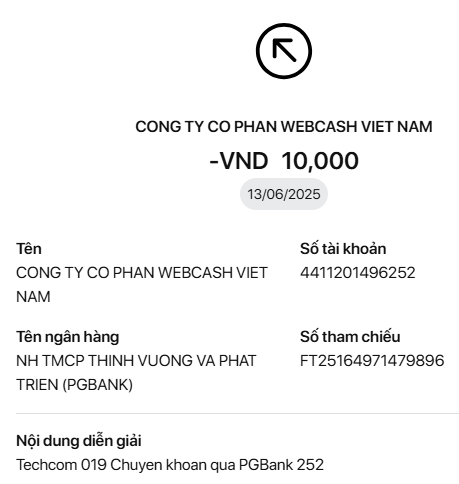 CONG TY CO PHAN WEBCASH VIET NAM
-VND 10,000
13/06/2025
Tên
CONG TY CO PHAN WEBCASH VIET
NAM
Số tài khoản
4411201496252
Tên ngân hàng
NH TMCP THINH VUONG VA PHAT
TRIEN (PGBANK)
Số tham chiếu
FT25164971479896
Nội dung diễn giải
Techcom 019 Chuyen khoan qua PGBank 252